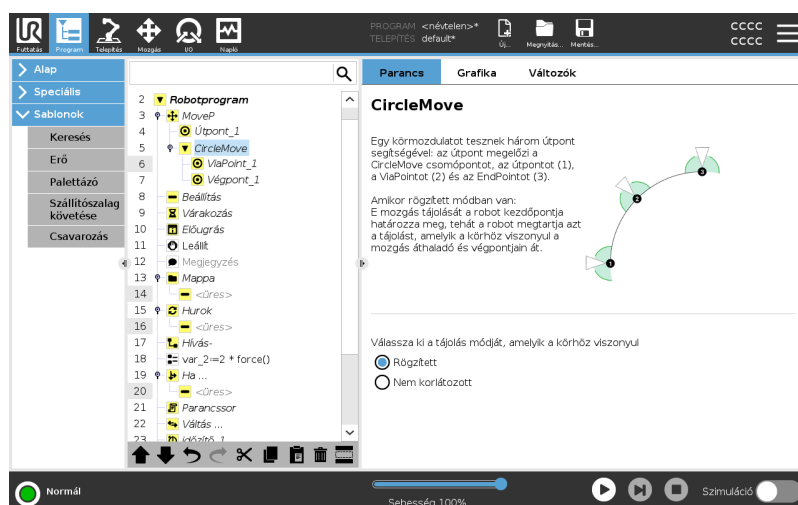 PROGRAM <névtelen>*
TELEPÍTÉS default*
CCCC
CCCC
Futtatás Program Telepítés Mozgás I/O Napló Új... Megnyitás... Mentés...
Alap
Speciális
Sablonok
Keresés
Erő
Palettázó
Szállítószalag
követése
Csavarozás
2 Robotprogram
3 MoveP
4 Útpont_1
5 CircleMove
6 ViaPoint_1
7 Végpont_1
8 Beállítás
9 Várakozás
10 Előugrás
11 Leállít
12 Megjegyzés
13 Mappa
14 <üres>
15 Hurok
16 <üres>
17 Hívás-
18 var_2≔2 * force()
19 Ha ...
20 <üres>
21 Parancssor
22 Váltás ...
23 Időzítő_1
Parancs Grafika Változók
CircleMove
Egy körmozdulatot tesznek három útpont
segítségével: az útpont megelőzi a
CircleMove csomópontot, az útpontot (1),
a ViaPointot (2) és az EndPointot (3).
Amikor rögzített módban van:
E mozgás tájolását a robot kezdőpontja
határozza meg, tehát a robot megtartja azt
a tájolást, amelyik a körhöz viszonyul a
mozgás áthaladó és végpontjain át.
1
2
3
Válassza ki a tájolás módját, amelyik a körhöz viszonyul
Rögzített
Nem korlátozott
Normál
Sebesség 100%
Szimuláció